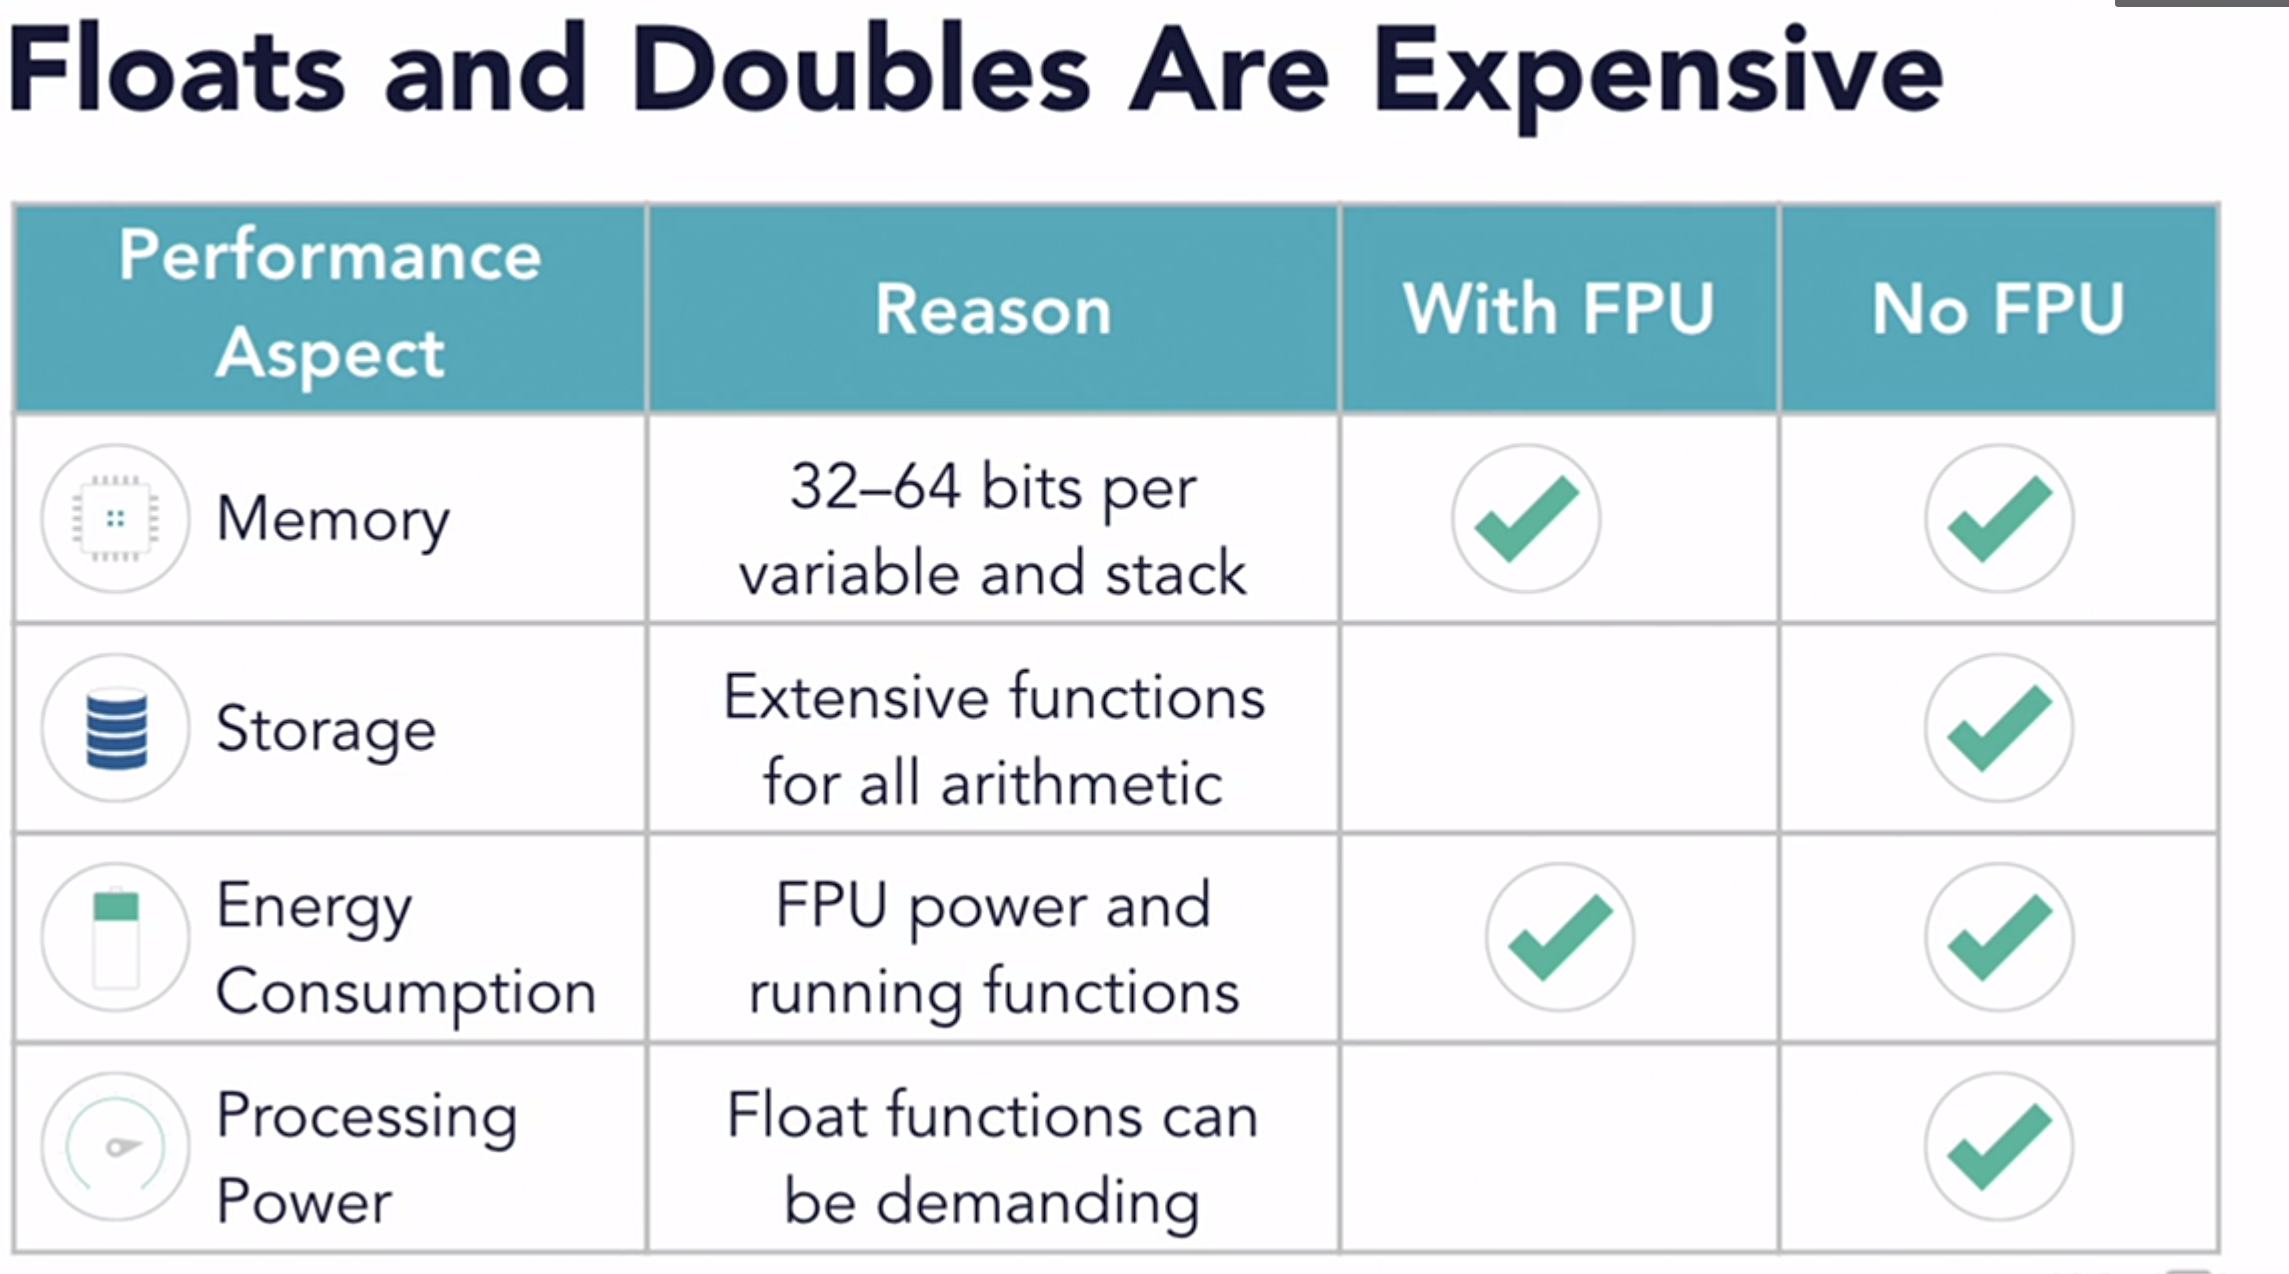 Floats and Doubles Are Expensive
Performance
Aspect
Reason
With FPU
No FPU
Memory
32–64 bits per
variable and stack
Storage
Extensive functions
for all arithmetic
Energy
Consumption
FPU power and
running functions
Processing
Power
Float functions can
be demanding